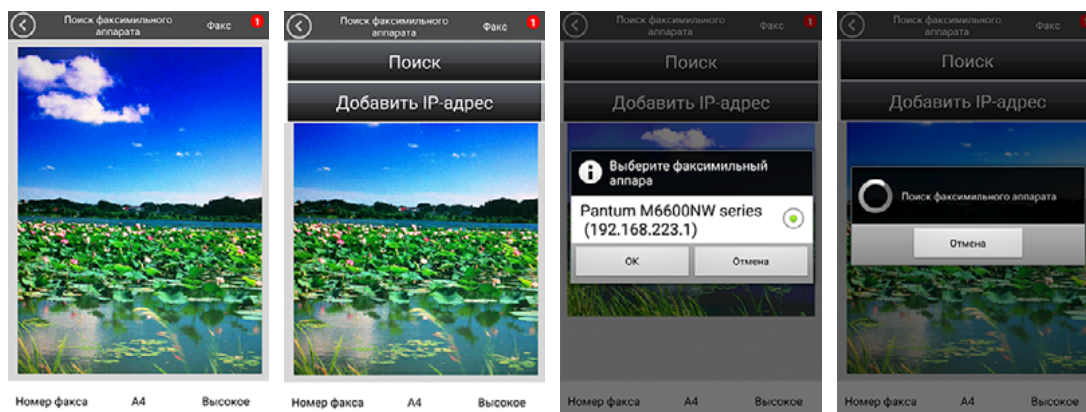 Поиск факсимильного
аппарата
Факс
1
Номер факса
A4
Высокое
Поиск факсимильного
аппарата
Факс
1
Поиск
Добавить IP-адрес
Номер факса
A4
Высокое
Поиск факсимильного
аппарата
Факс
1
Поиск
Добавить IP-адрес
Выберите факсимильный
аппара
Pantum M6600NW series
(192.168.223.1)
ОК
Отмена
Номер факса
A4
Высокое
Поиск факсимильного
аппарата
Факс
1
Поиск
Добавить IP-адрес
Поиск факсимильного аппарата
Отмена
Номер факса
A4
Высокое